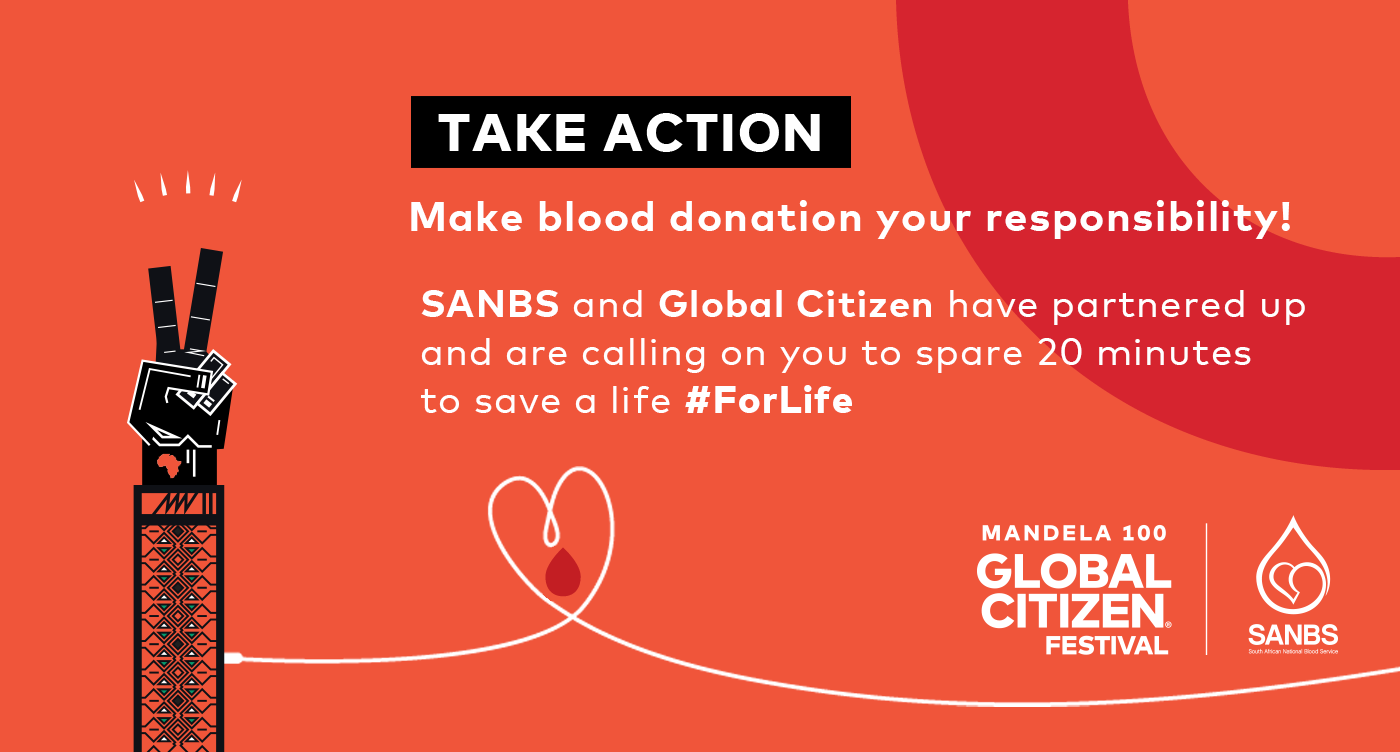 TAKE ACTION
Make blood donation your responsibility!
SANBS and Global Citizen have partnered up
and are calling on you to spare 20 minutes
to save a life #ForLife
MANDELA 100
GLOBAL
CITIZEN®
FESTIVAL
SANBS
South African National Blood Service